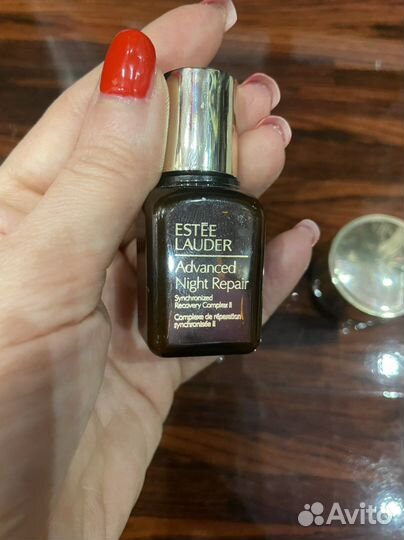 ESTĒE
LAUDER
Advanced
Night Repair
Synchronized
Recovery Complex II
Complexe de réparation
synchronisée II
Avito